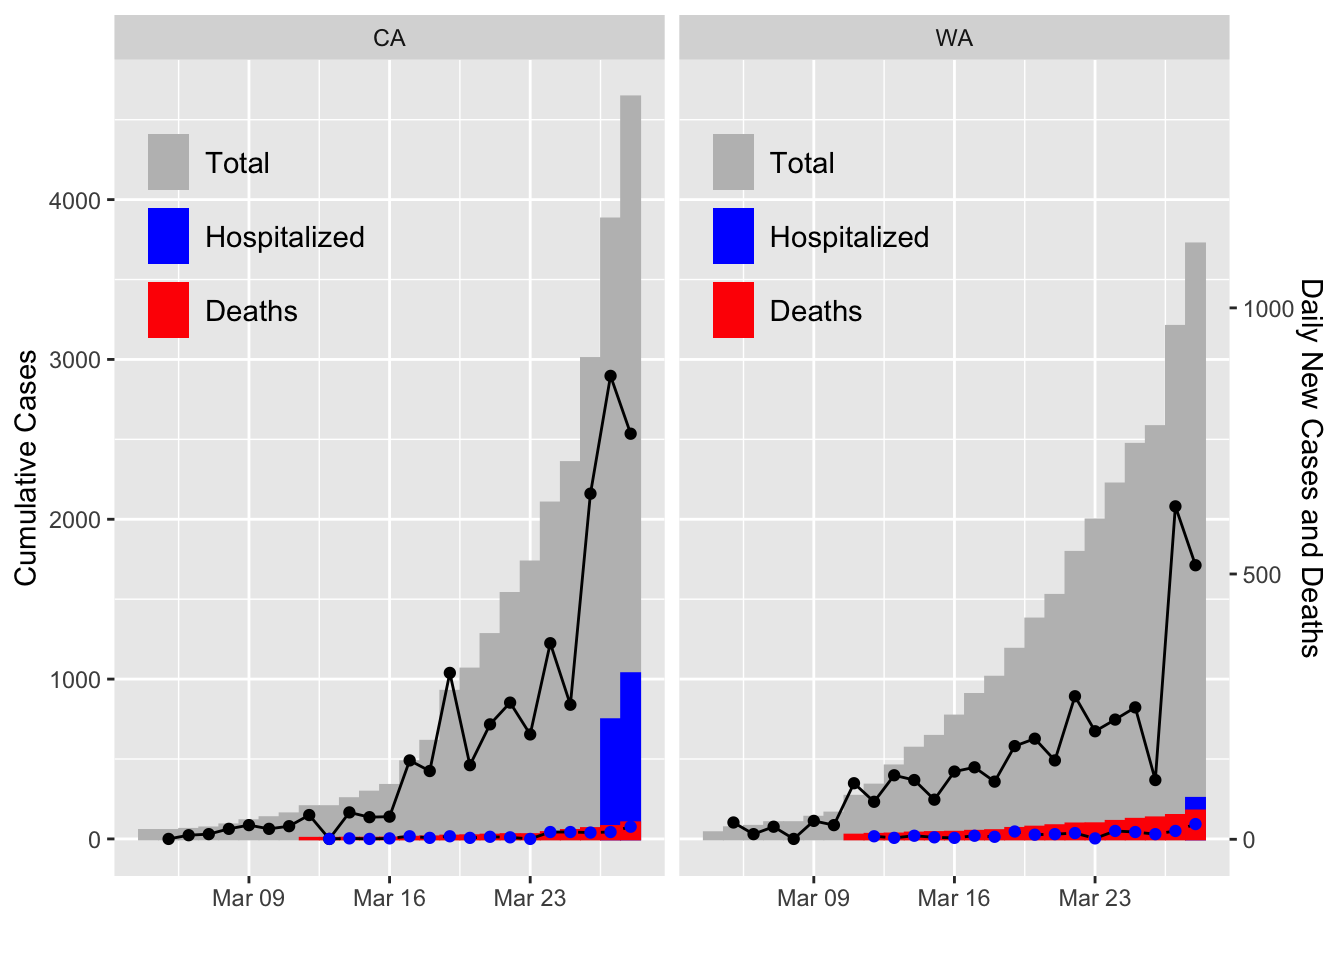 CA
WA
Total
Hospitalized
Deaths
Total
Hospitalized
Deaths
Cumulative Cases
4000
3000
2000
1000
0
1000
500
0
Daily New Cases and Deaths
Mar 09
Mar 16
Mar 23
Mar 09
Mar 16
Mar 23